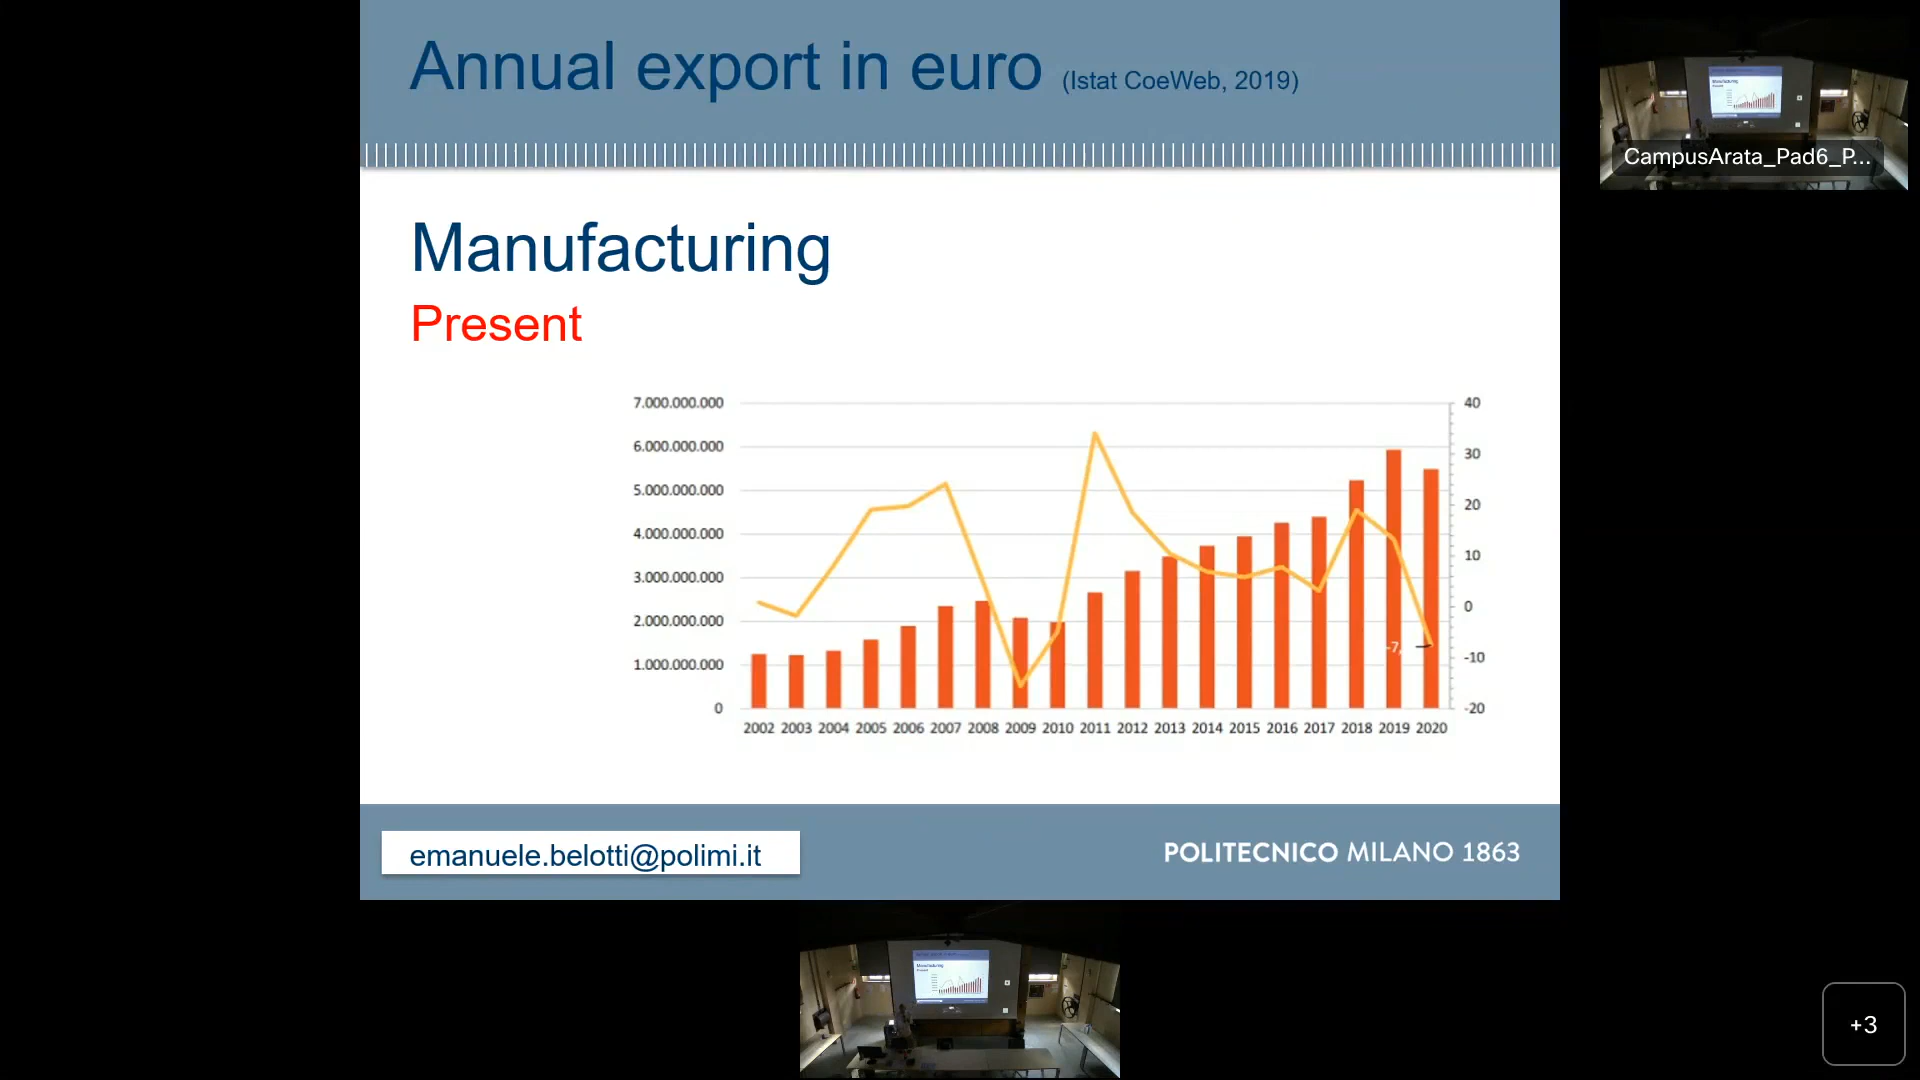 Annual export in euro (Istat CoeWeb, 2019)
CampusArata_Pad6_P...
Manufacturing
Present
7.000.000.000
6.000.000.000
5.000.000.000
4.000.000.000
3.000.000.000
2.000.000.000
1.000.000.000
0
40
30
20
10
0
-10
-20
-7,
2002 2003 2004 2005 2006 2007 2008 2009 2010 2011 2012 2013 2014 2015 2016 2017 2018 2019 2020
emanuele.belotti@polimi.it
POLITECNICO MILANO 1863
+3